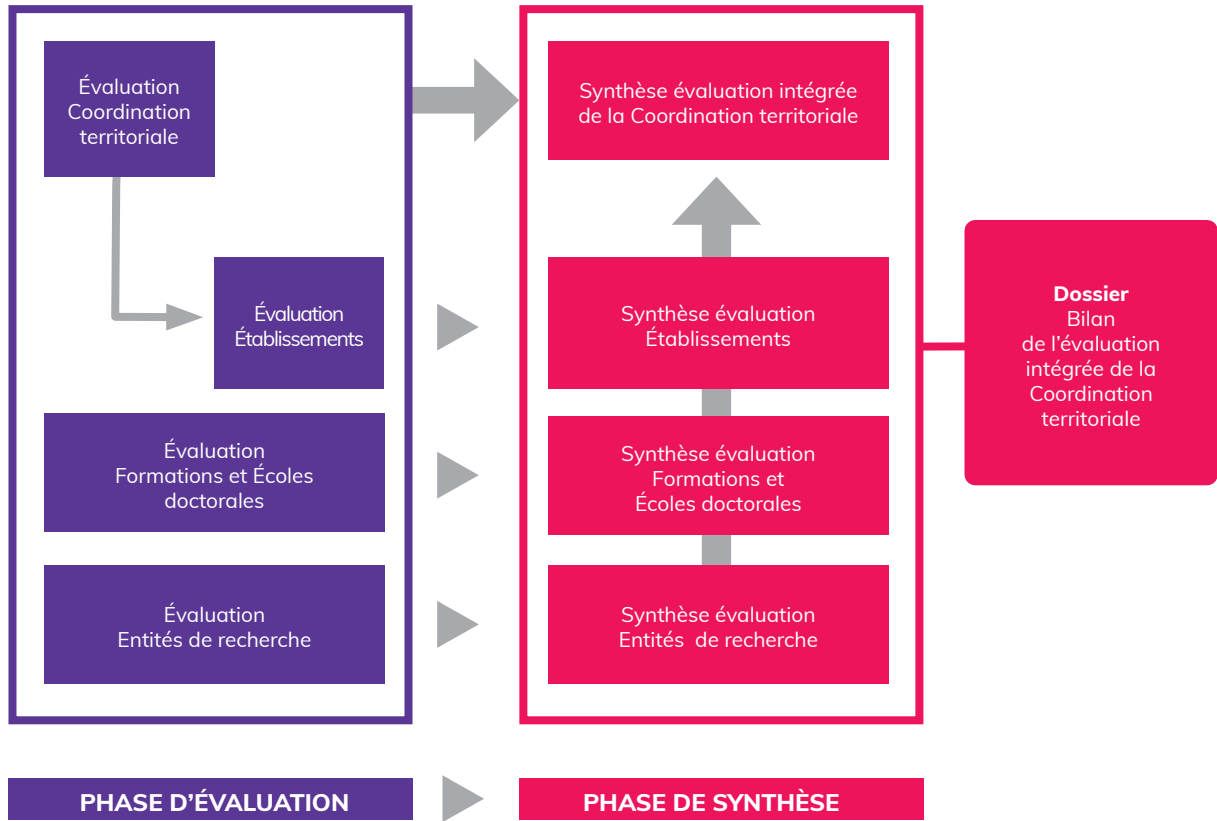 Évaluation
Coordination
territoriale
Évaluation
Établissements
Évaluation
Formations et Écoles
doctorales
Évaluation
Entités de recherche
PHASE D’ÉVALUATION
Synthèse évaluation intégrée
de la Coordination territoriale
Synthèse évaluation
Établissements
Synthèse évaluation
Formations et
Écoles doctorales
Synthèse évaluation
Entités de recherche
PHASE DE SYNTHÈSE
Dossier
Bilan
de l’évaluation
intégrée de la
Coordination
territoriale